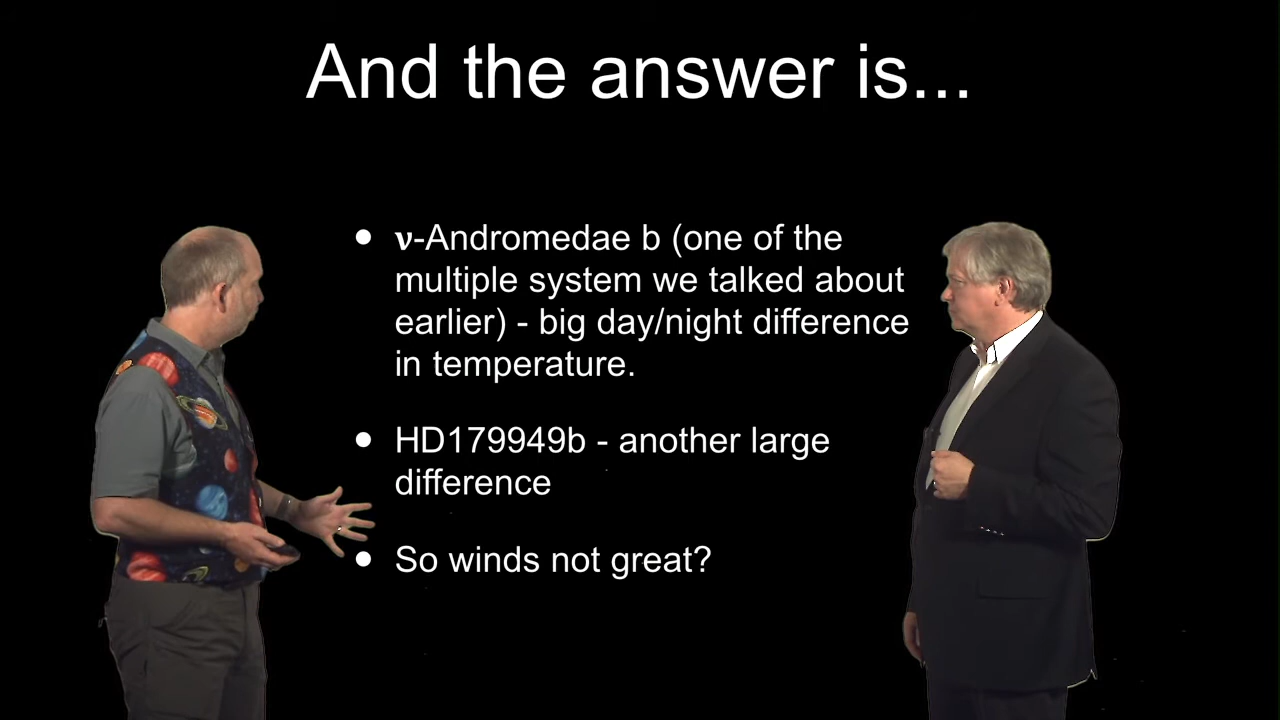 And the answer is...
ν-Andromedae b (one of the
multiple system we talked about
earlier) - big day/night difference
in temperature.
HD179949b - another large
difference
So winds not great?